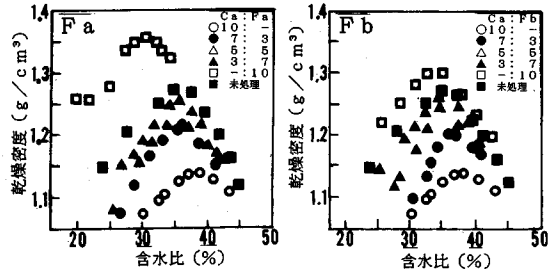 Fa
Ca : Fa
○ 10 : -
● 7 : 3
△ 5 : 5
▲ 3 : 7
□ - : 10
■ 未処理
1,4
1,3
1,2
1,1
乾燥密度 (g/cm³)
20 30 40 50
含水比 (%)
Fb
Ca : Fb
○ 10 : -
● 7 : 3
△ 5 : 5
▲ 3 : 7
□ - : 10
■ 未処理
1,4
1,3
1,2
1,1
乾燥密度 (g/cm³)
20 30 40 50
含水比 (%)